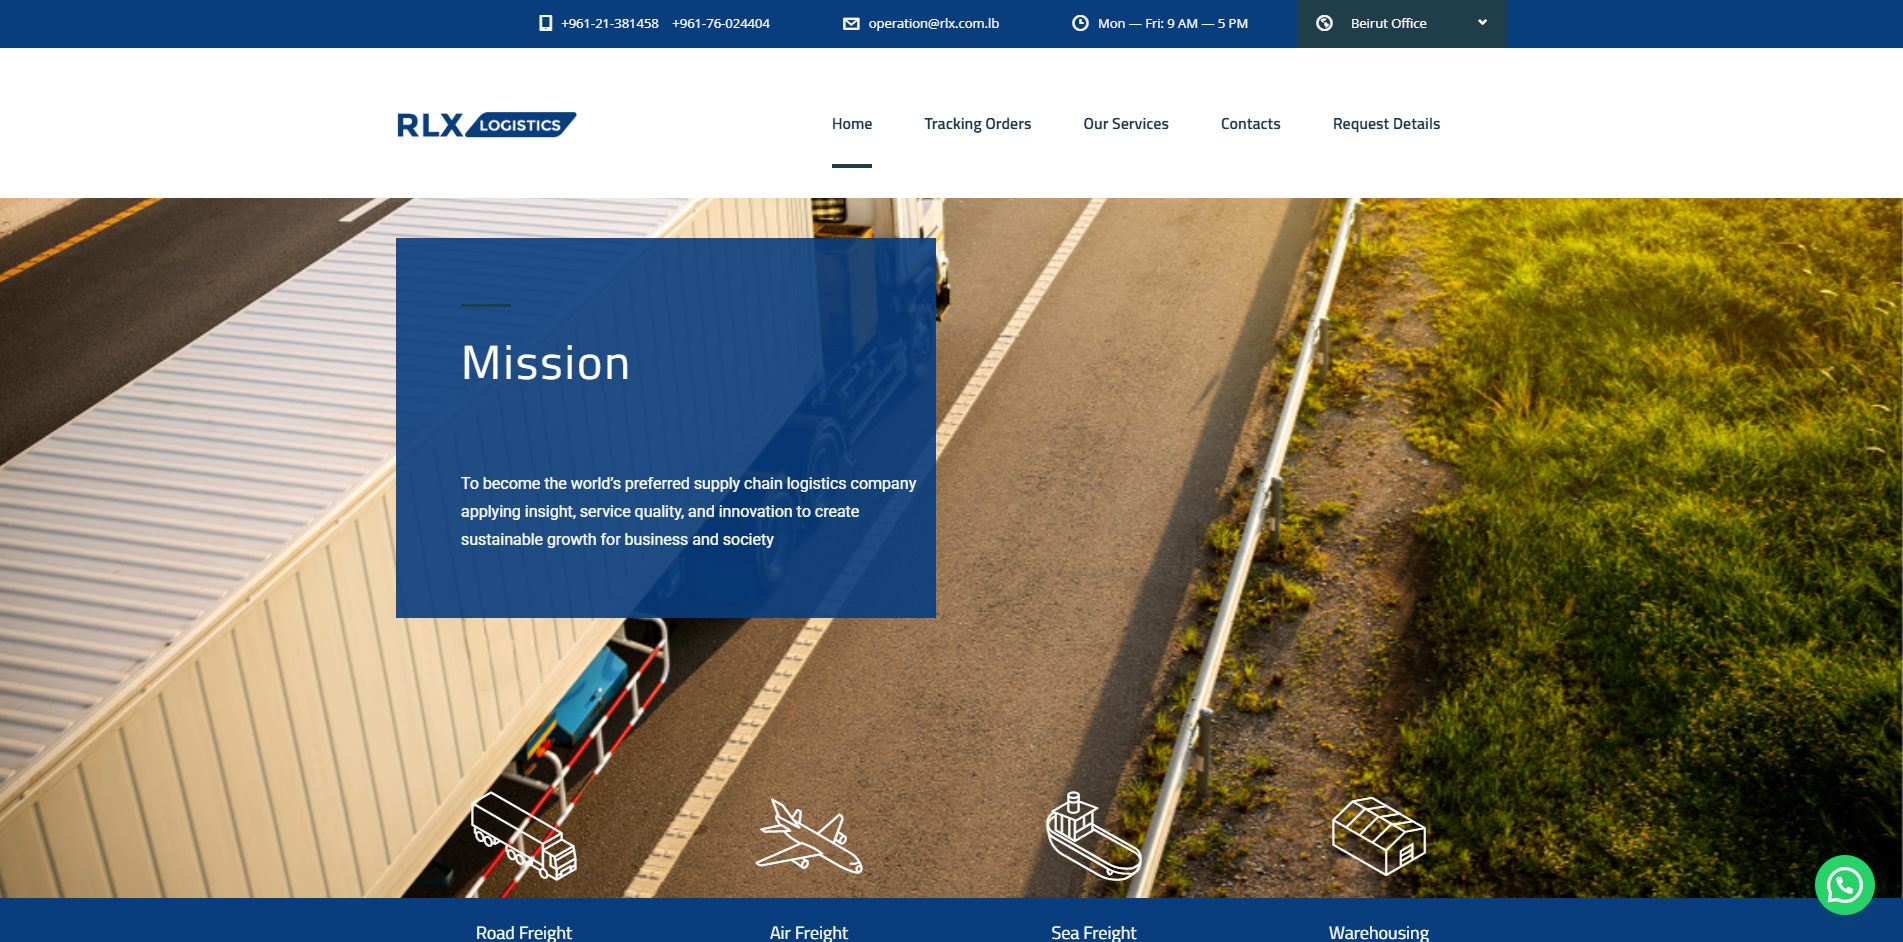 +961-21-381458 +961-76-024404 operation@rlx.com.lb Mon — Fri: 9 AM — 5 PM Beirut Office
RLX LOGISTICS Home Tracking Orders Our Services Contacts Request Details
Mission
To become the world’s preferred supply chain logistics company
applying insight, service quality, and innovation to create
sustainable growth for business and society
Road Freight Air Freight Sea Freight Warehousing